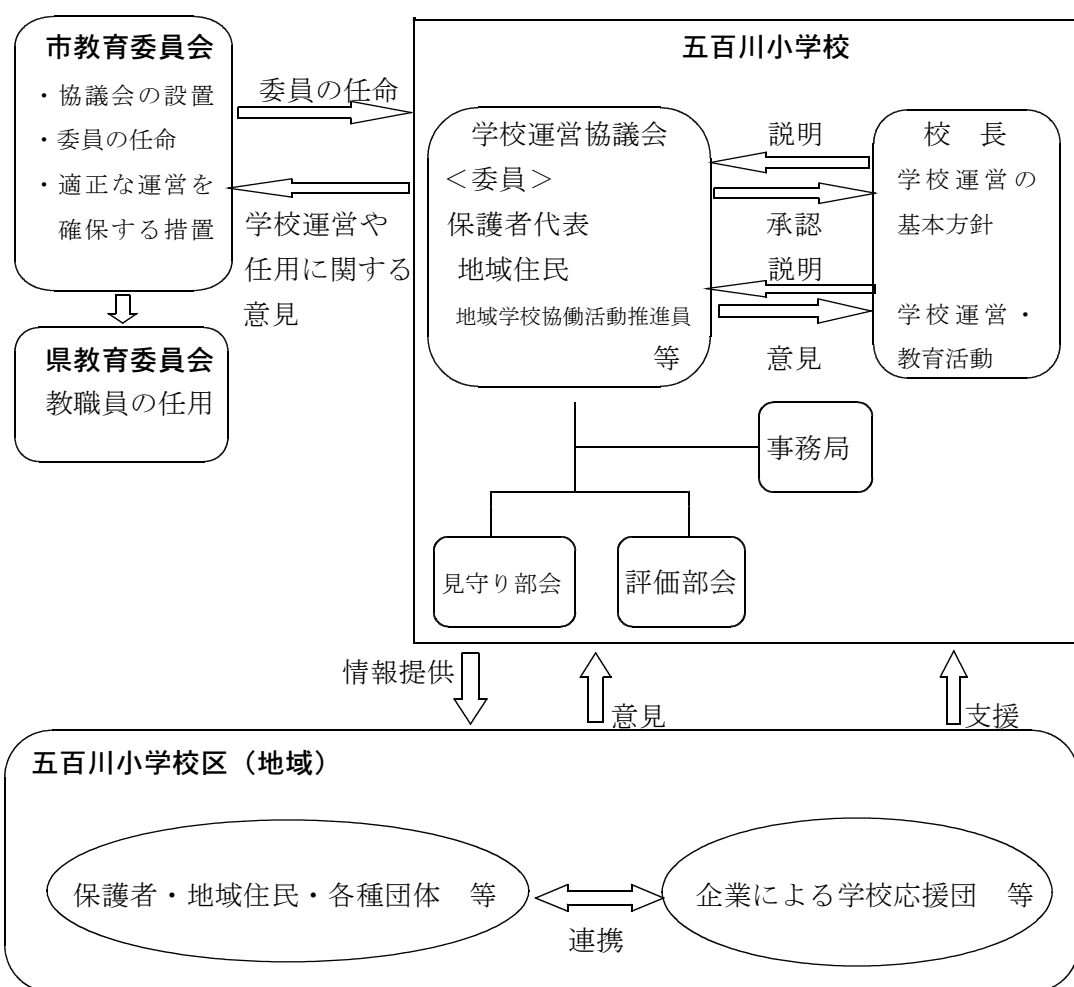 市教育委員会
・協議会の設置
・委員の任命
・適正な運営を
確保する措置
県教育委員会
教職員の任用
委員の任命
学校運営や
任用に関する
意見
五百川小学校
学校運営協議会
<委員>
保護者代表
地域住民
地域学校協働活動推進員
等
説明
承認
説明
意見
校 長
学校運営の
基本方針
学校運営・
教育活動
事務局
見守り部会
評価部会
情報提供
意見
支援
五百川小学校区(地域)
保護者・地域住民・各種団体 等
連携
企業による学校応援団 等